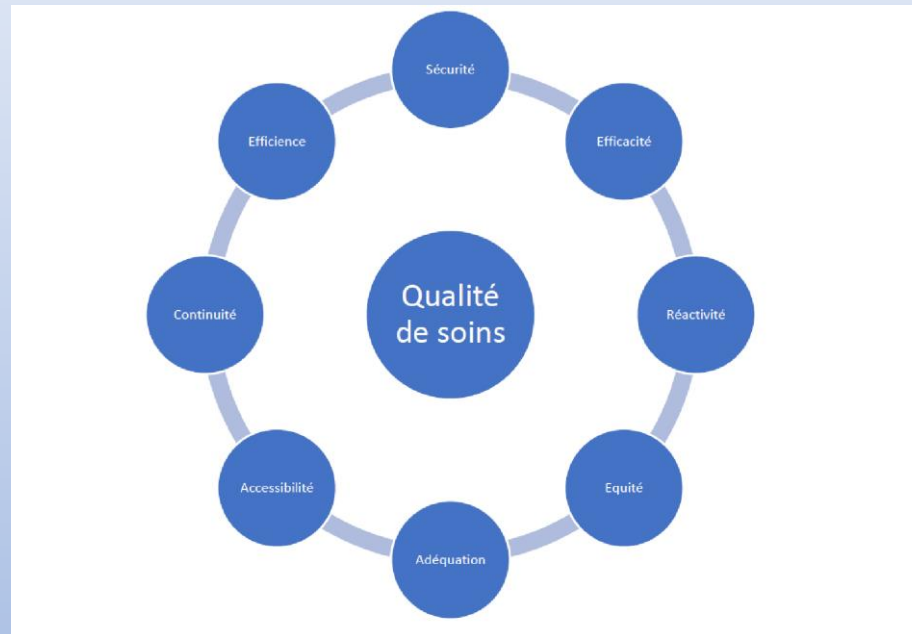 Sécurité
Efficience
Efficacité
Qualité
de soins
Continuité
Réactivité
Accessibilité
Equité
Adéquation